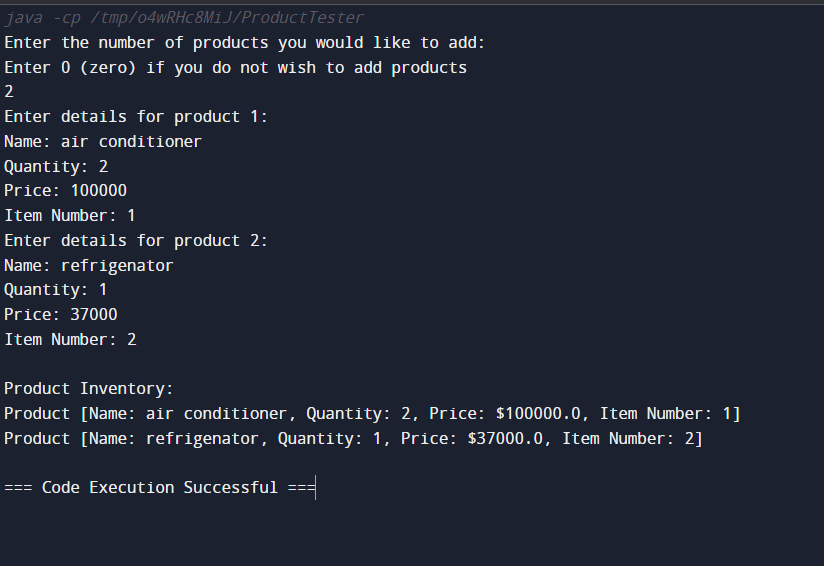 java -cp /tmp/o4wRHc8MiJ/ProductTester
Enter the number of products you would like to add:
Enter 0 (zero) if you do not wish to add products
2
Enter details for product 1:
Name: air conditioner
Quantity: 2
Price: 100000
Item Number: 1
Enter details for product 2:
Name: refrigenator
Quantity: 1
Price: 37000
Item Number: 2
Product Inventory:
Product [Name: air conditioner, Quantity: 2, Price: $100000.0, Item Number: 1]
Product [Name: refrigenator, Quantity: 1, Price: $37000.0, Item Number: 2]
=== Code Execution Successful ===